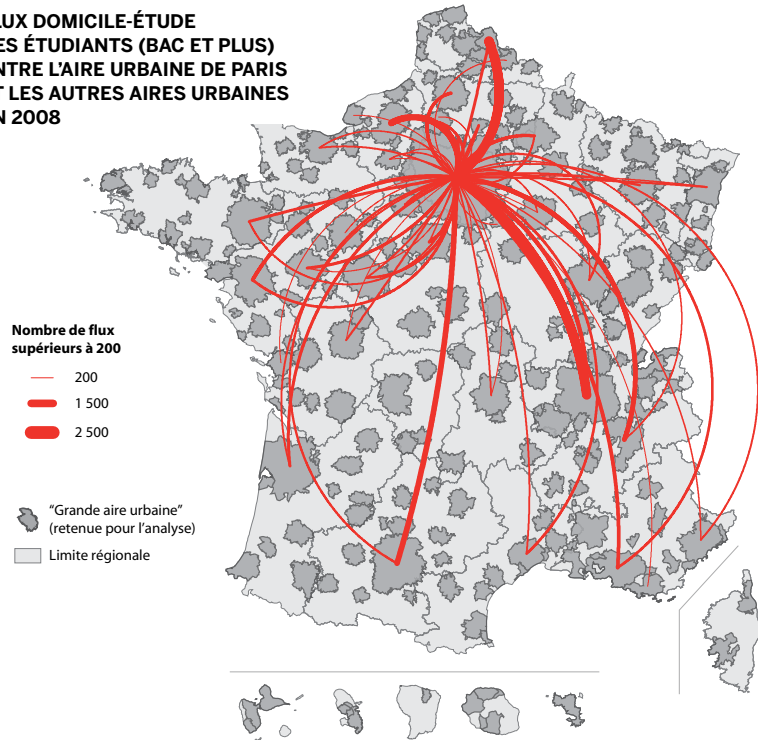 LUX DOMICILE-ÉTUDE
ES ÉTUDIANTS (BAC ET PLUS)
NTRE L'AIRE URBAINE DE PARIS
T LES AUTRES AIRES URBAINES
N 2008
Nombre de flux
supérieurs à 200
200
1 500
2 500
"Grande aire urbaine"
(retenue pour l'analyse)
Limite régionale